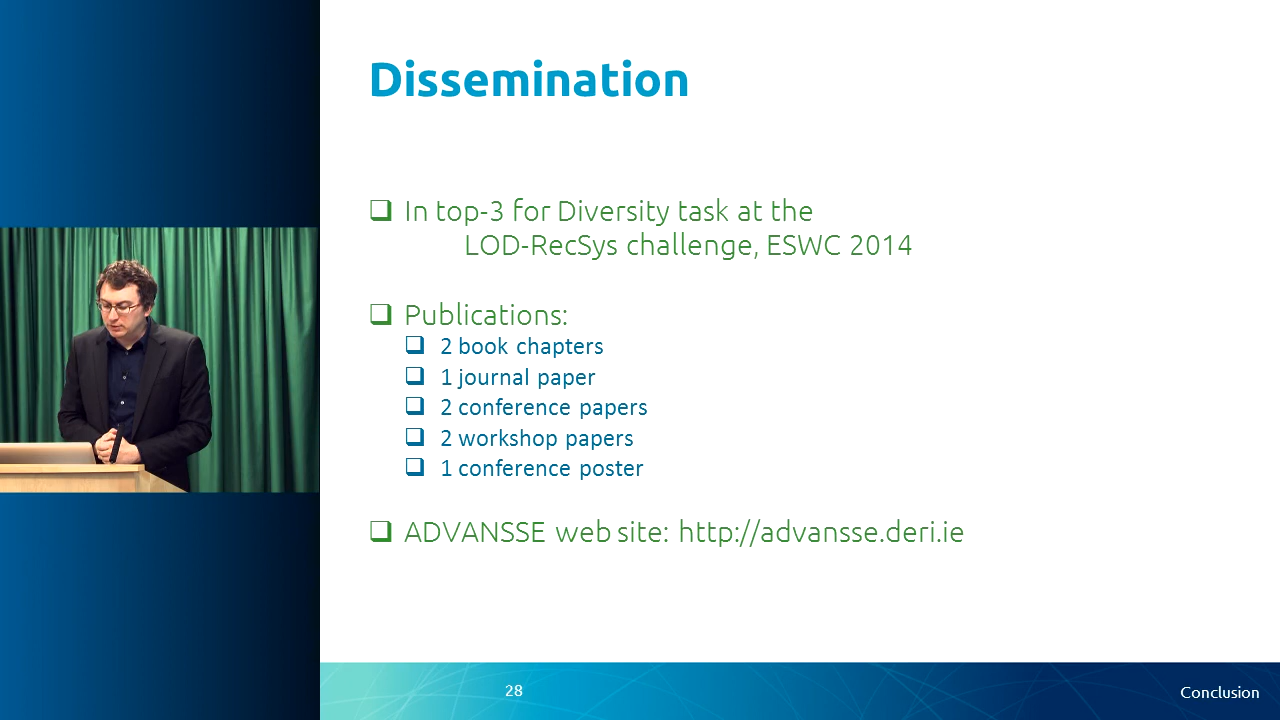 Dissemination
❑ In top-3 for Diversity task at the
LOD-RecSys challenge, ESWC 2014
❑ Publications:
❑ 2 book chapters
❑ 1 journal paper
❑ 2 conference papers
❑ 2 workshop papers
❑ 1 conference poster
❑ ADVANSSE web site: http://advansse.deri.ie
28
Conclusion